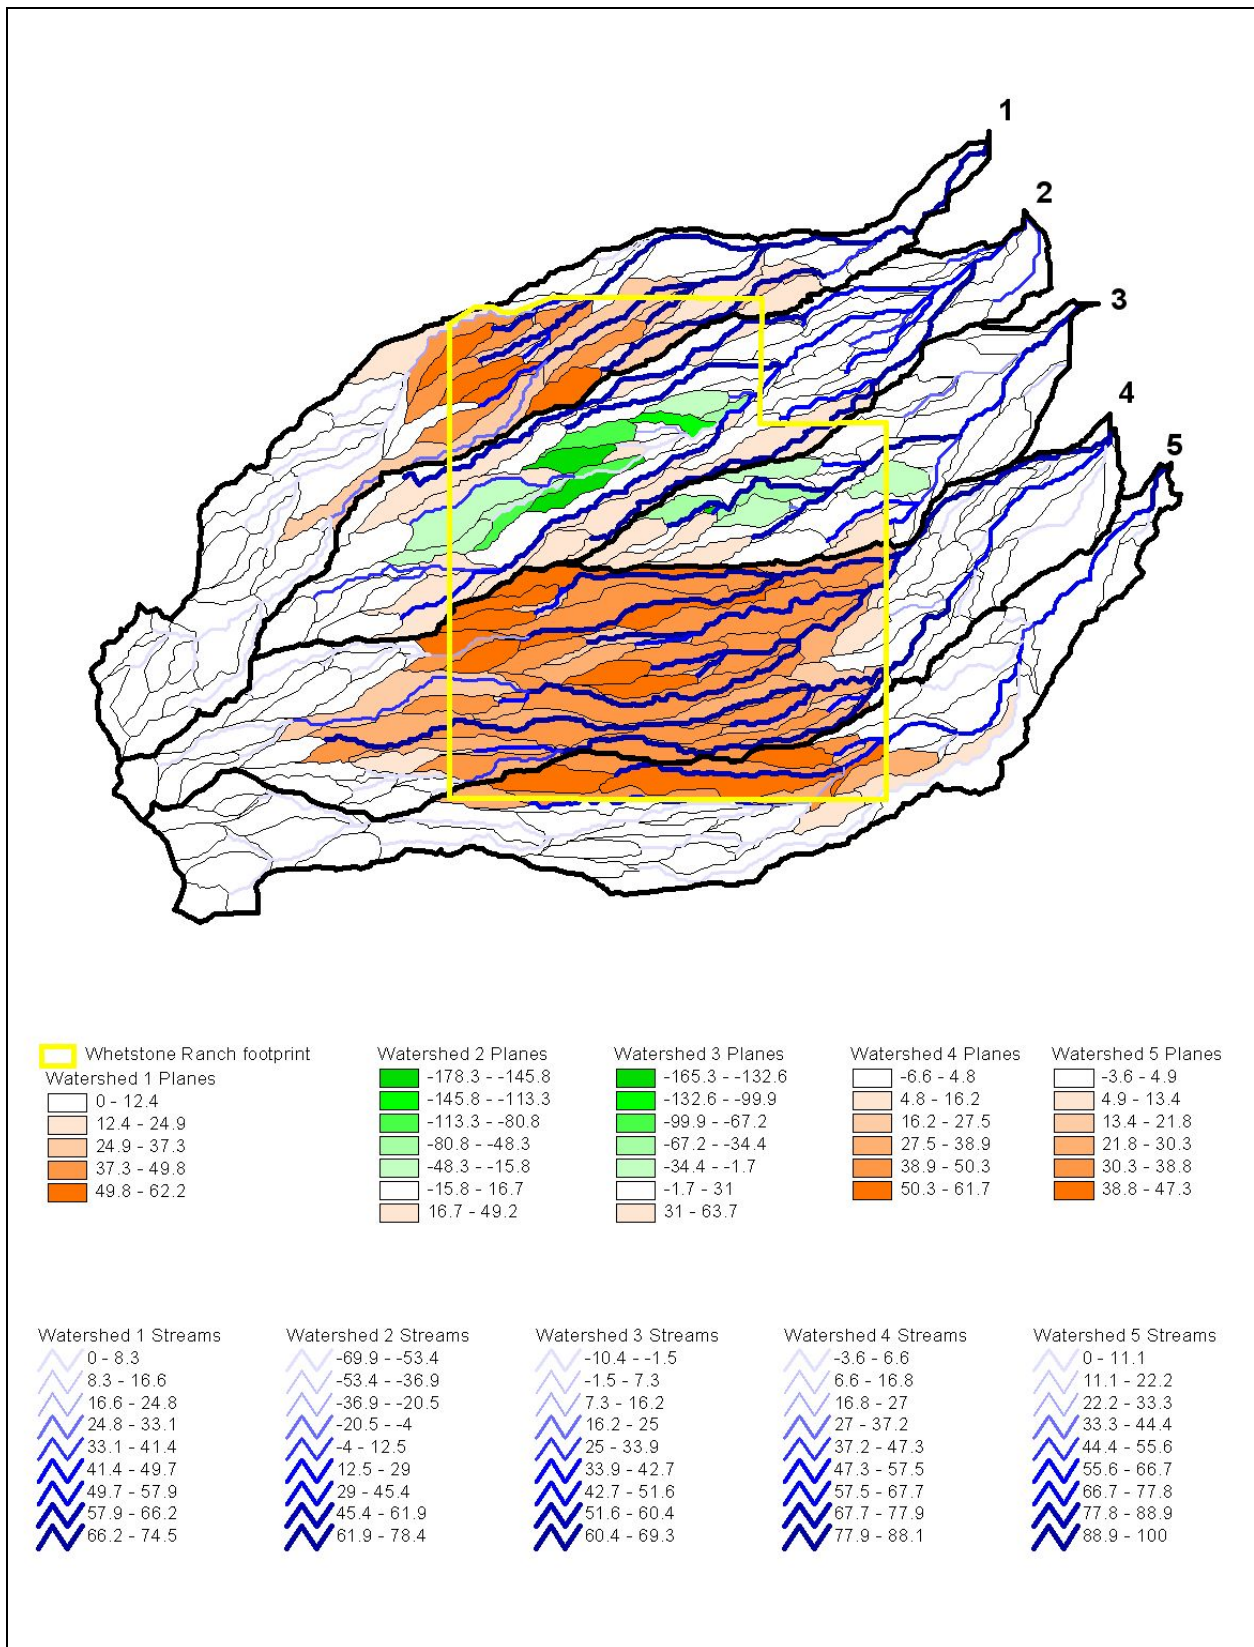 1
2
3
4
5
Whetstone Ranch footprint
Watershed 1 Planes
0 - 12.4
12.4 - 24.9
24.9 - 37.3
37.3 - 49.8
49.8 - 62.2
Watershed 2 Planes
-178.3 - -145.8
-145.8 - -113.3
-113.3 - -80.8
-80.8 - -48.3
-48.3 - -15.8
-15.8 - 16.7
16.7 - 49.2
Watershed 3 Planes
-165.3 - -132.6
-132.6 - -99.9
-99.9 - -67.2
-67.2 - -34.4
-34.4 - -1.7
-1.7 - 31
31 - 63.7
Watershed 4 Planes
-6.6 - 4.8
4.8 - 16.2
16.2 - 27.5
27.5 - 38.9
38.9 - 50.3
50.3 - 61.7
Watershed 5 Planes
-3.6 - 4.9
4.9 - 13.4
13.4 - 21.8
21.8 - 30.3
30.3 - 38.8
38.8 - 47.3
Watershed 1 Streams
0 - 8.3
8.3 - 16.6
16.6 - 24.8
24.8 - 33.1
33.1 - 41.4
41.4 - 49.7
49.7 - 57.9
57.9 - 66.2
66.2 - 74.5
Watershed 2 Streams
-69.9 - -53.4
-53.4 - -36.9
-36.9 - -20.5
-20.5 - -4
-4 - 12.5
12.5 - 29
29 - 45.4
45.4 - 61.9
61.9 - 78.4
Watershed 3 Streams
-10.4 - -1.5
-1.5 - 7.3
7.3 - 16.2
16.2 - 25
25 - 33.9
33.9 - 42.7
42.7 - 51.6
51.6 - 60.4
60.4 - 69.3
Watershed 4 Streams
-3.6 - 6.6
6.6 - 16.8
16.8 - 27
27 - 37.2
37.2 - 47.3
47.3 - 57.5
57.5 - 67.7
67.7 - 77.9
77.9 - 88.1
Watershed 5 Streams
0 - 11.1
11.1 - 22.2
22.2 - 33.3
33.3 - 44.4
44.4 - 55.6
55.6 - 66.7
66.7 - 77.8
77.8 - 88.9
88.9 - 100